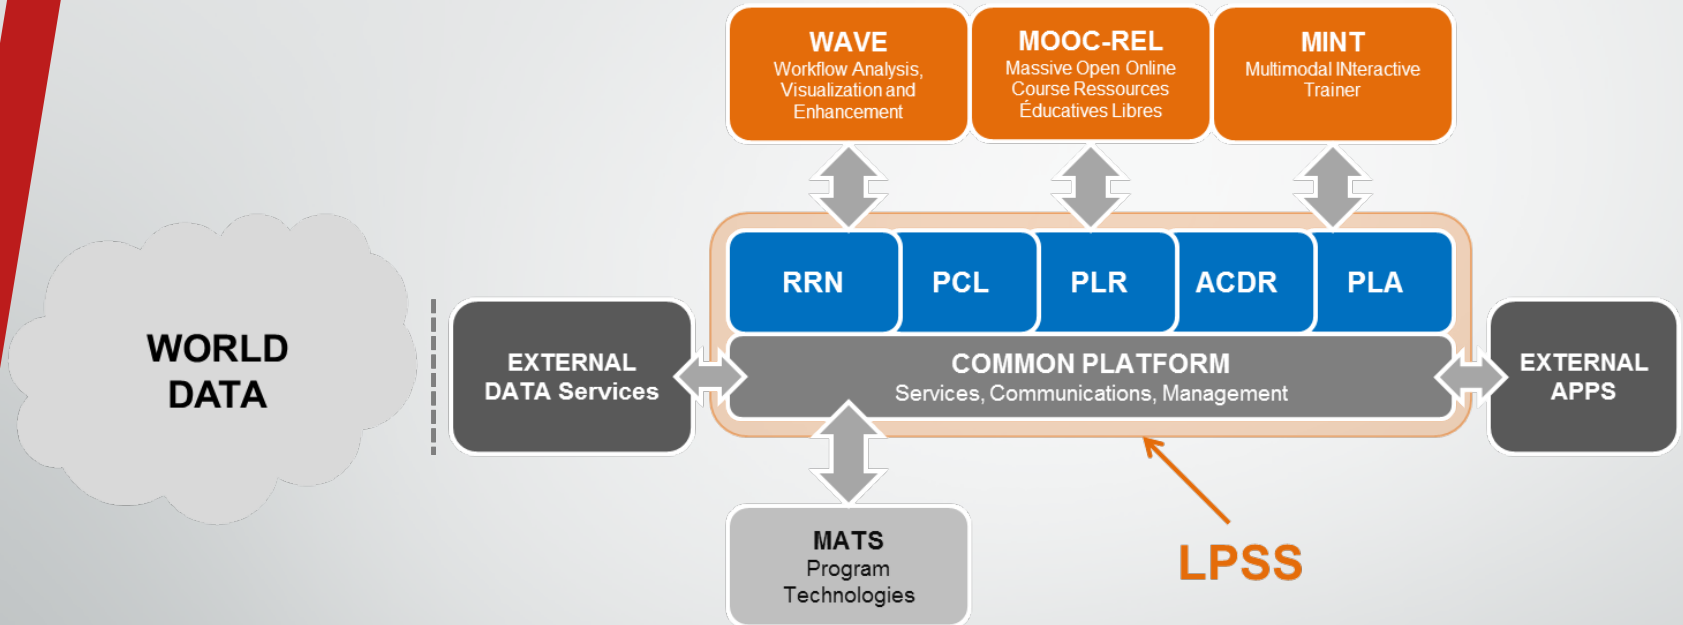 WAVE
Workflow Analysis,
Visualization and
Enhancement
MOOC-REL
Massive Open Online
Course Ressources
Éducatives Libres
MINT
Multimodal INteractive
Trainer
RRN
PCL
PLR
ACDR
PLA
WORLD
DATA
EXTERNAL
DATA Services
COMMON PLATFORM
Services, Communications, Management
EXTERNAL
APPS
MATS
Program
Technologies
LPSS